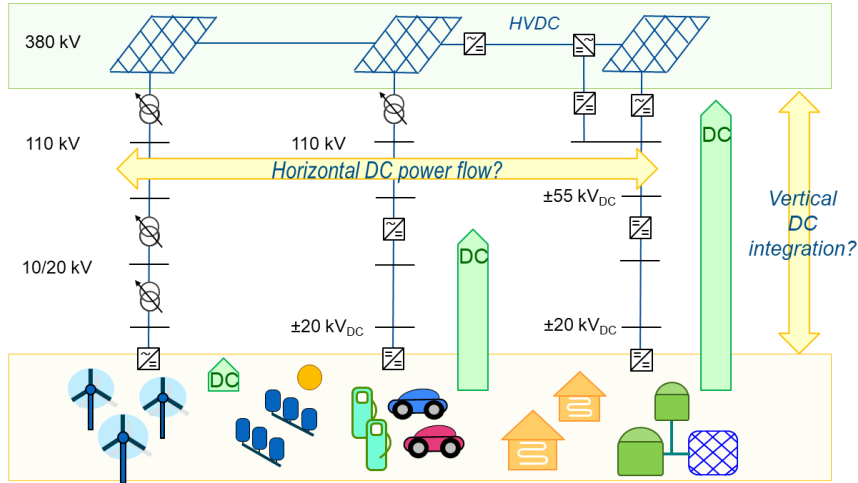 HVDC
380 kV
110 kV
110 kV
DC
Horizontal DC power flow?
±55 kV_DC
Vertical
DC
integration?
DC
10/20 kV
±20 kV_DC
±20 kV_DC
DC